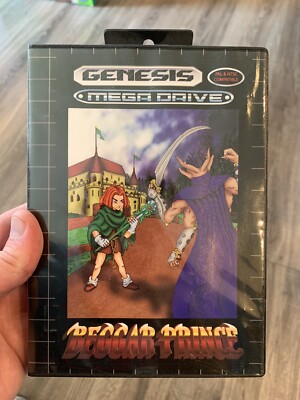 GENESIS
PAL & NTSC
COMPATIBLE
MEGA DRIVE
BEGGAR PRINCE